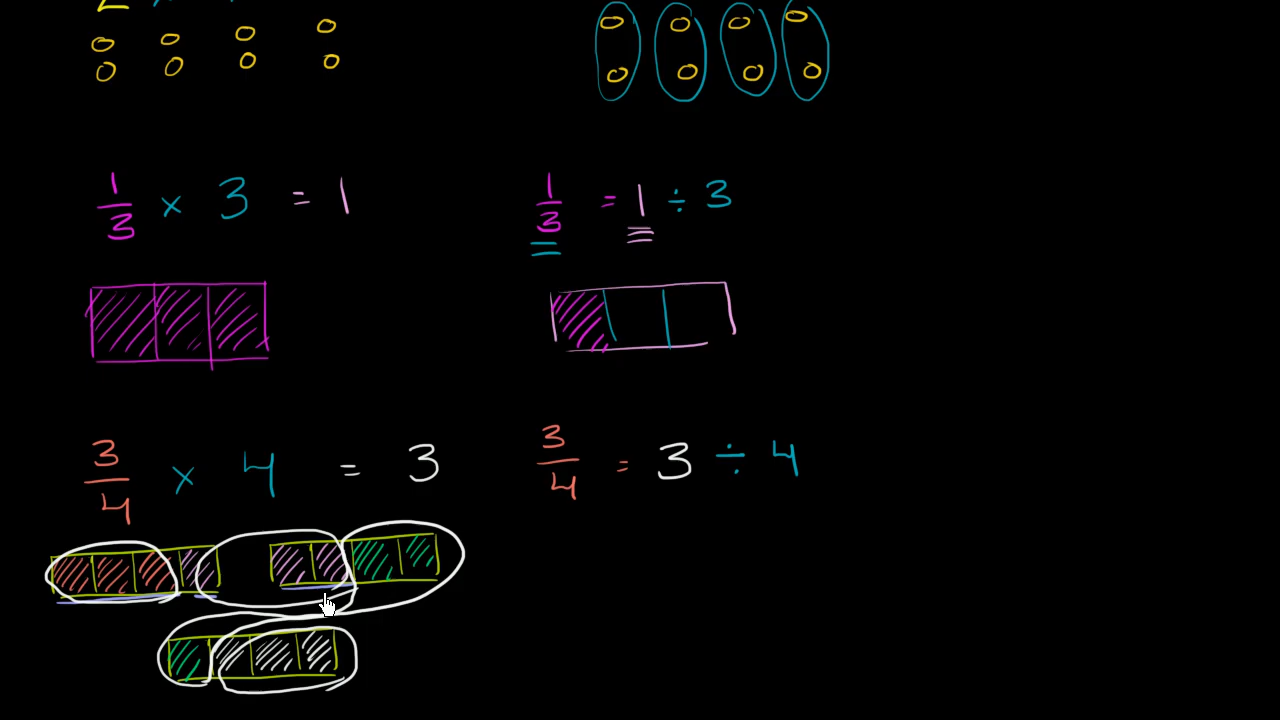 1/3 × 3 = 1
1/3 = 1 ÷ 3
3/4 × 4 = 3
3/4 = 3 ÷ 4